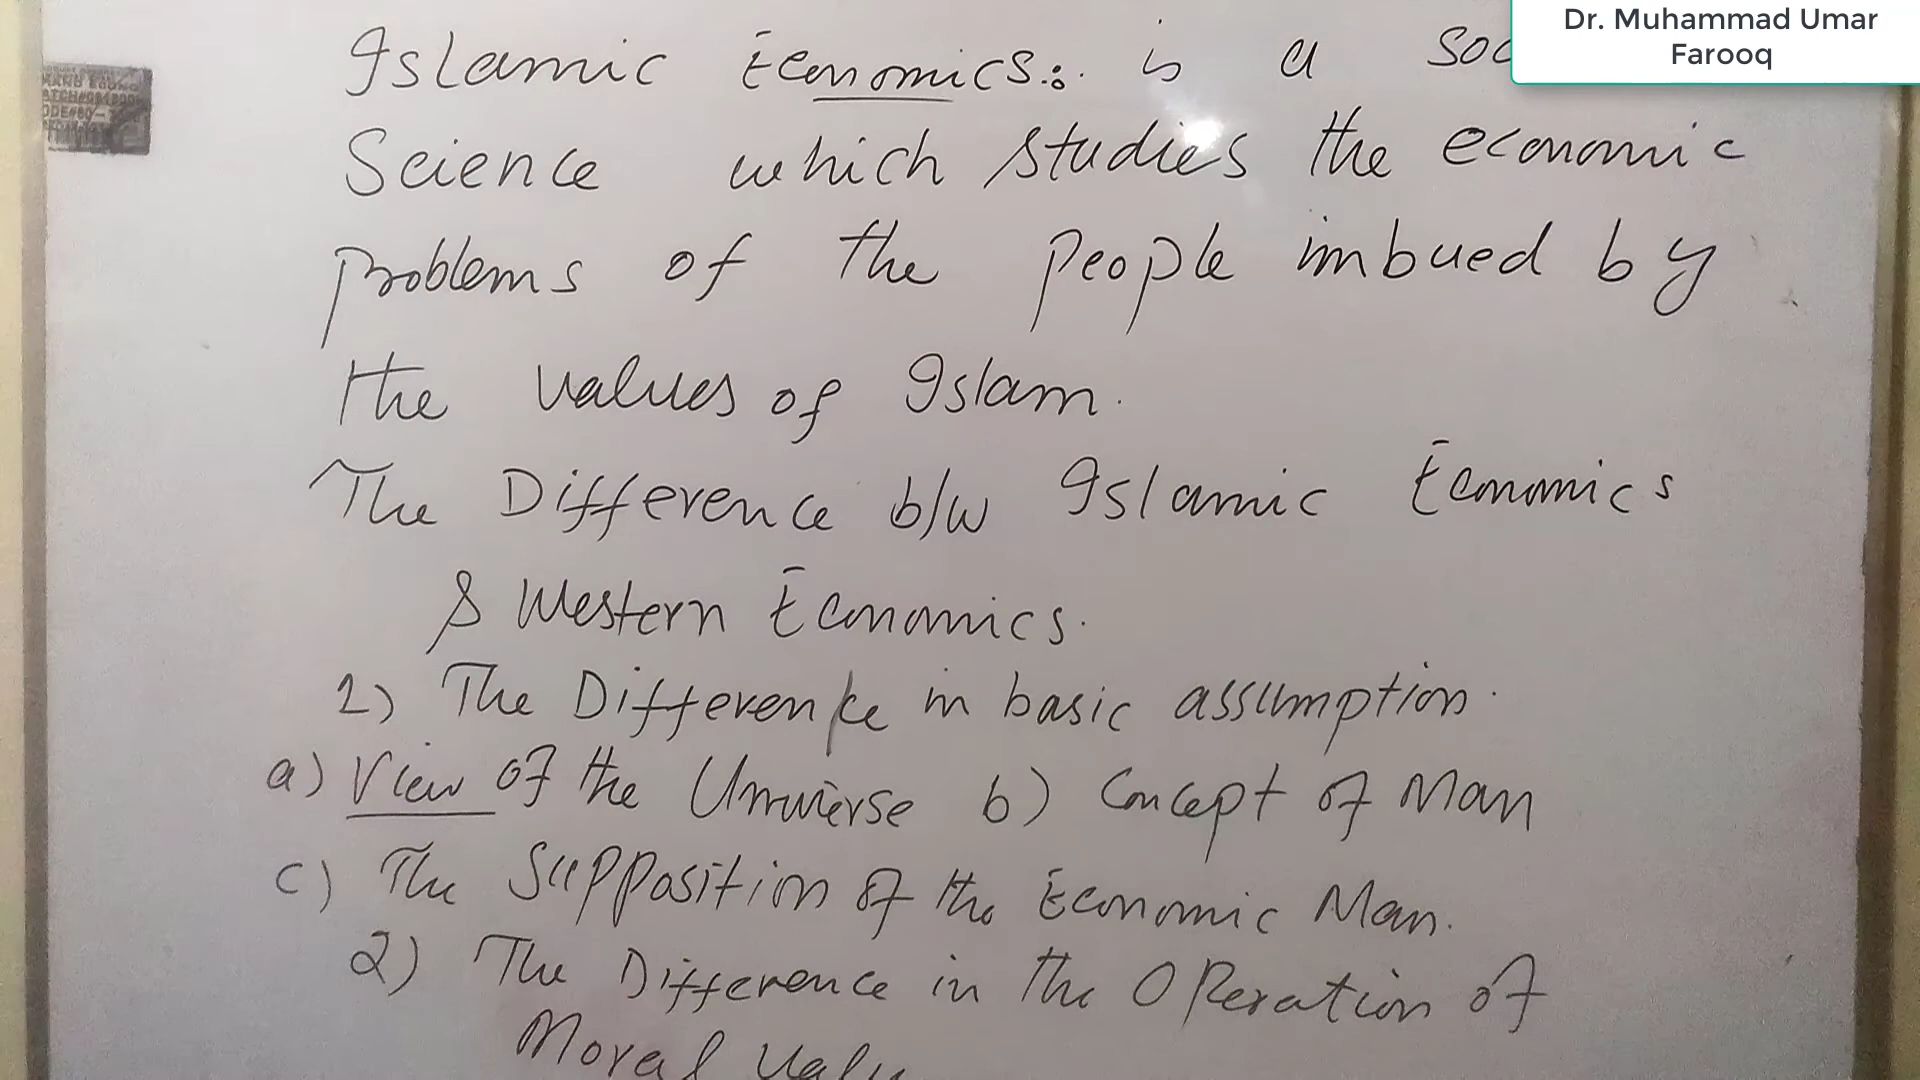 Dr. Muhammad Umar
Farooq
Islamic Economics:. is a Soc
Science which studies the economic
problems of the people imbued by
the values of Islam.
The Difference b/w Islamic Economics
& Western Economics.
1) The Difference in basic assumption.
a) View of the Universe b) Concept of Man
c) The Supposition of the Economic Man.
2) The Difference in the Operation of
Moral Valu